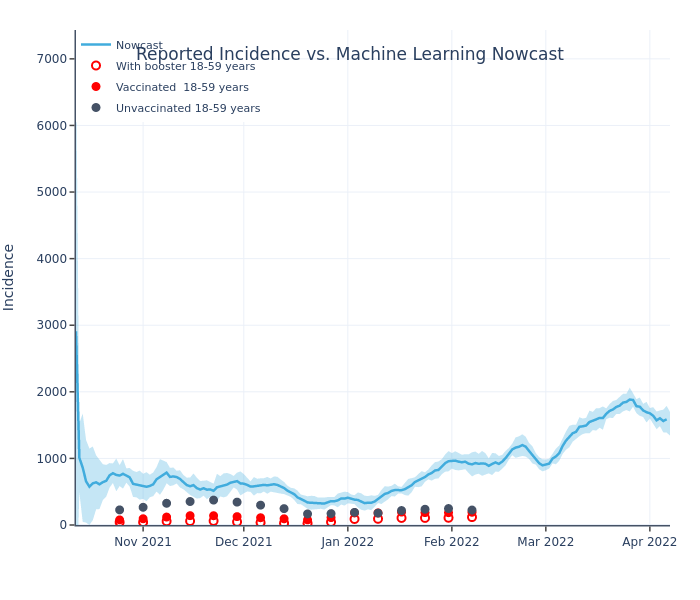 Reported Incidence vs. Machine Learning Nowcast
Nowcast
With booster 18-59 years
Vaccinated  18-59 years
Unvaccinated 18-59 years
Incidence
7000
6000
5000
4000
3000
2000
1000
0
Nov 2021
Dec 2021
Jan 2022
Feb 2022
Mar 2022
Apr 2022